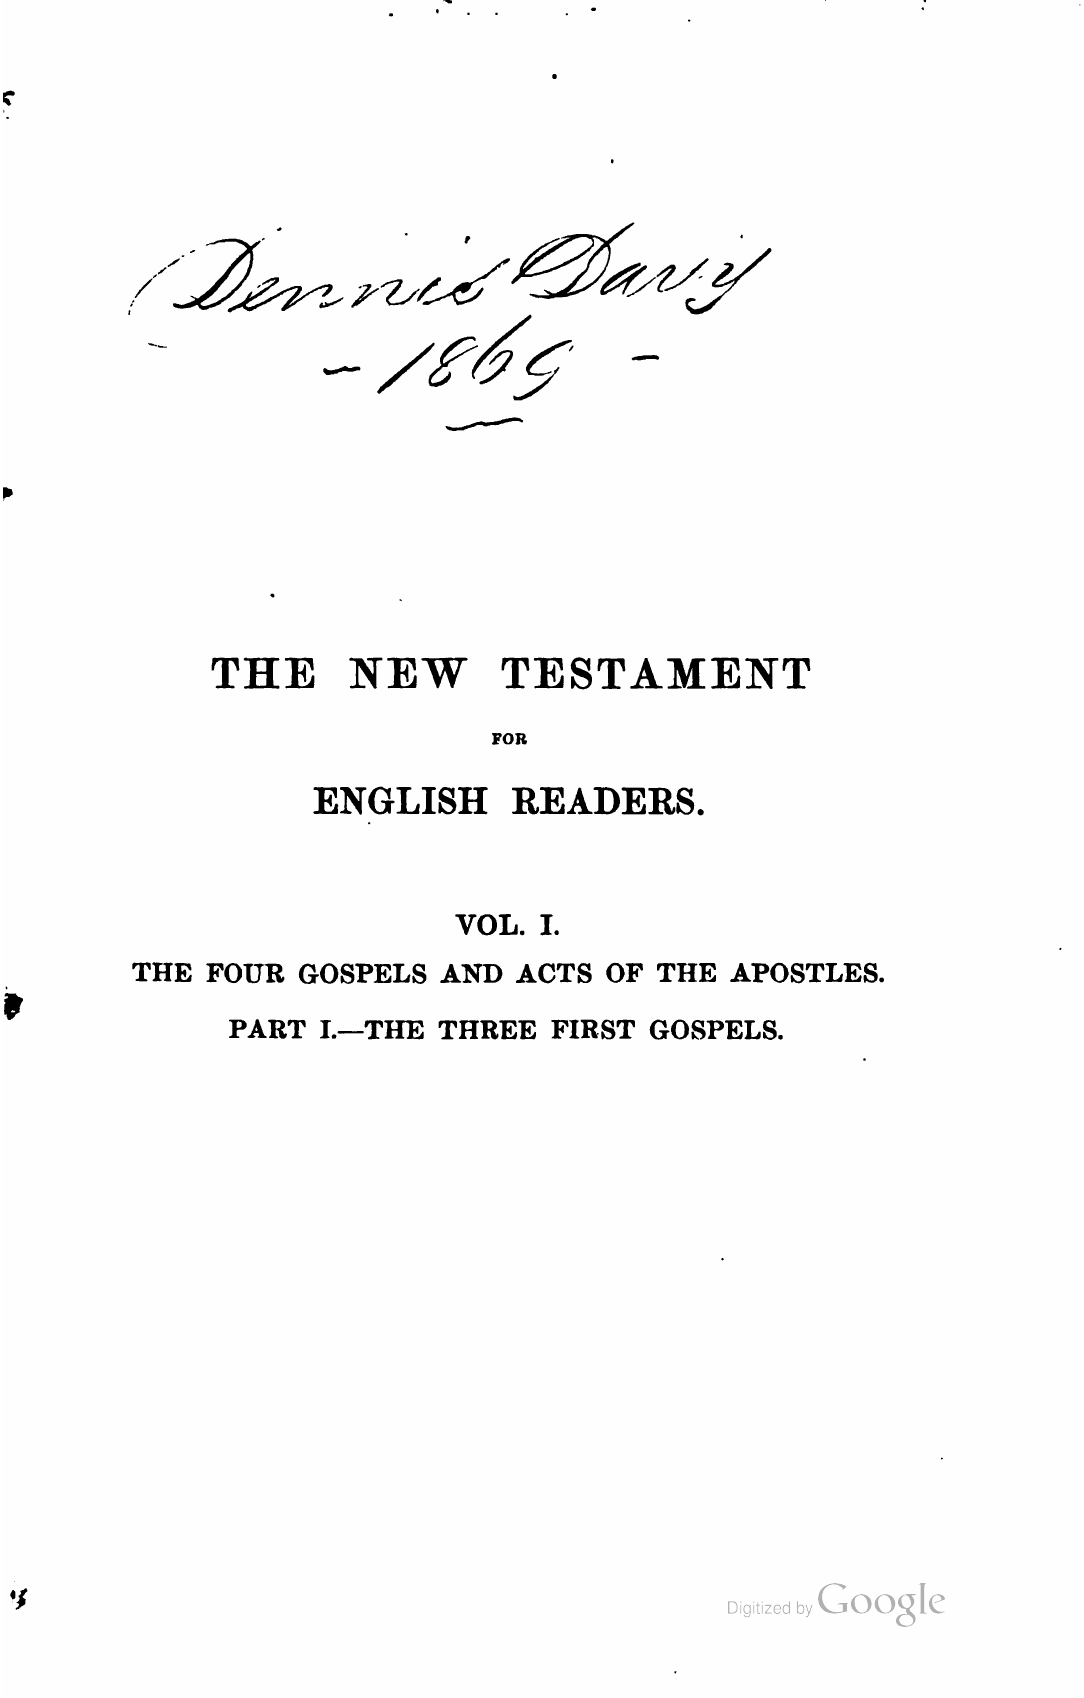 Dennis Davy
- 1869 -
THE NEW TESTAMENT
FOR
ENGLISH READERS.
VOL. I.
THE FOUR GOSPELS AND ACTS OF THE APOSTLES.
PART I.—THE THREE FIRST GOSPELS.
Digitized by Google